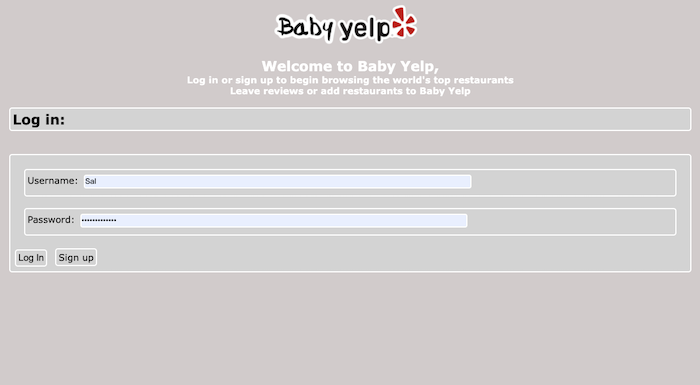 Baby yelp
Welcome to Baby Yelp,
Log in or sign up to begin browsing the world's top restaurants
Leave reviews or add restaurants to Baby Yelp
Log in:
Username: Sal
Password: •••••••••••••
Log In Sign up